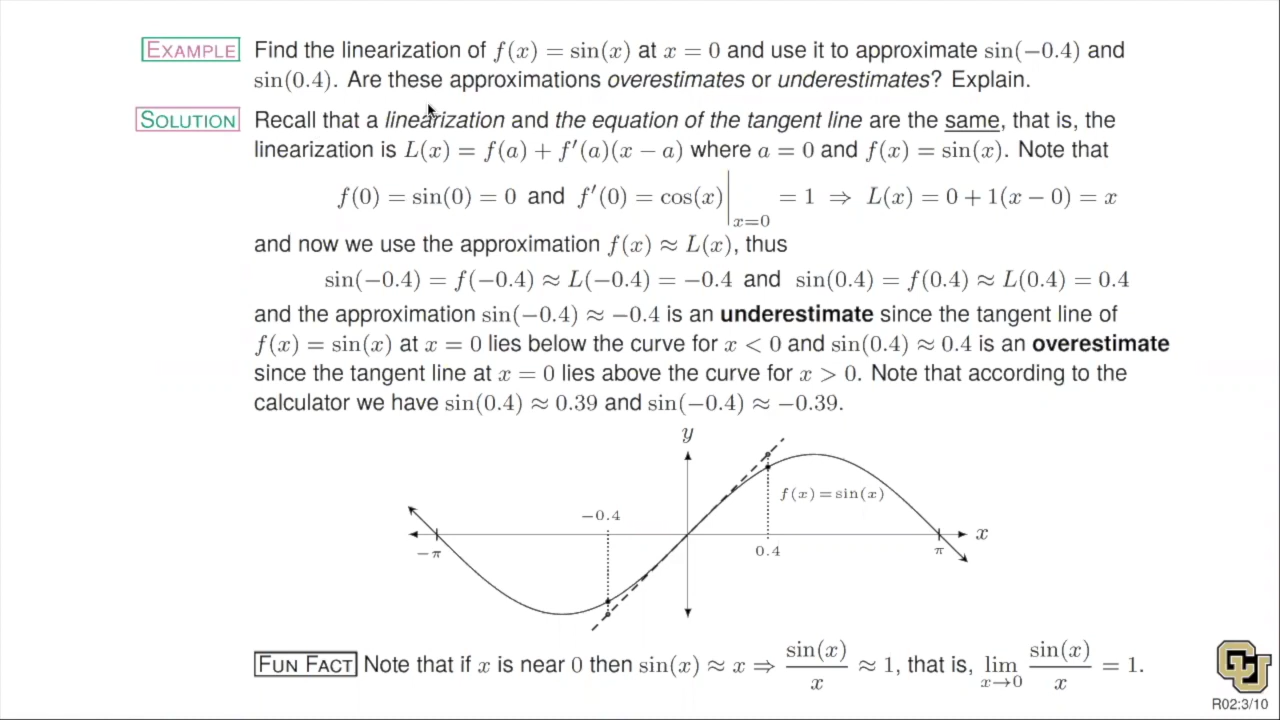 EXAMPLE Find the linearization of f(x) = sin(x) at x = 0 and use it to approximate sin(−0.4) and
sin(0.4). Are these approximations overestimates or underestimates? Explain.
SOLUTION Recall that a linearization and the equation of the tangent line are the same, that is, the
linearization is L(x) = f(a) + f′(a)(x − a) where a = 0 and f(x) = sin(x). Note that
f(0) = sin(0) = 0 and f′(0) = cos(x)|x=0 = 1 ⇒ L(x) = 0 + 1(x − 0) = x
and now we use the approximation f(x) ≈ L(x), thus
sin(−0.4) = f(−0.4) ≈ L(−0.4) = −0.4 and sin(0.4) = f(0.4) ≈ L(0.4) = 0.4
and the approximation sin(−0.4) ≈ −0.4 is an underestimate since the tangent line of
f(x) = sin(x) at x = 0 lies below the curve for x < 0 and sin(0.4) ≈ 0.4 is an overestimate
since the tangent line at x = 0 lies above the curve for x > 0. Note that according to the
calculator we have sin(0.4) ≈ 0.39 and sin(−0.4) ≈ −0.39.
y
f(x)=sin(x)
−0.4
x
−π
0.4
π
FUN FACT Note that if x is near 0 then sin(x) ≈ x ⇒ sin(x)/x ≈ 1, that is, lim x→0 sin(x)/x = 1.
CU
R02:3/10